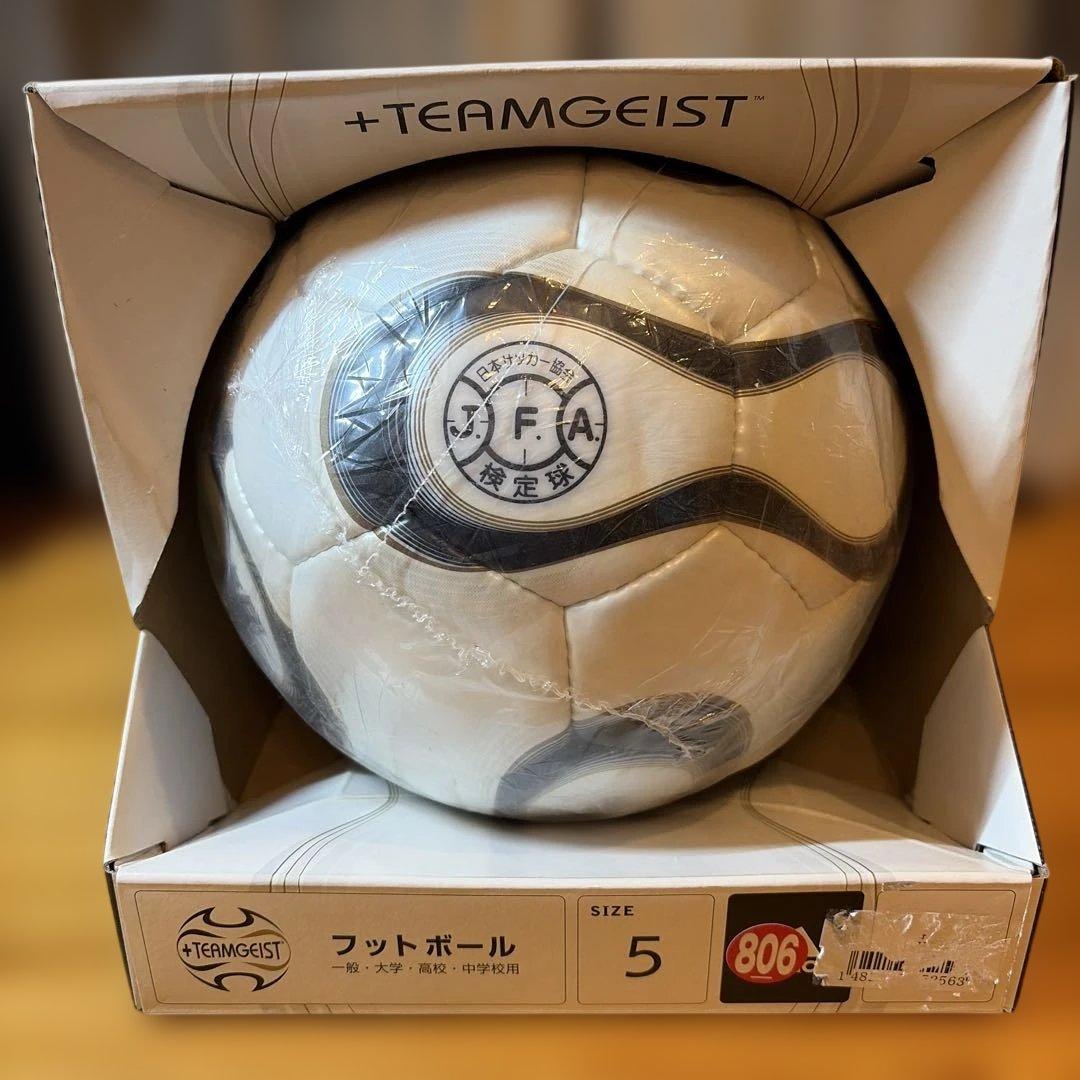 +TEAMGEIST™
日本サッカー協会
J. F. A.
検定球
+TEAMGEIST
フットボール
一般・大学・高校・中学校用
SIZE
5
806